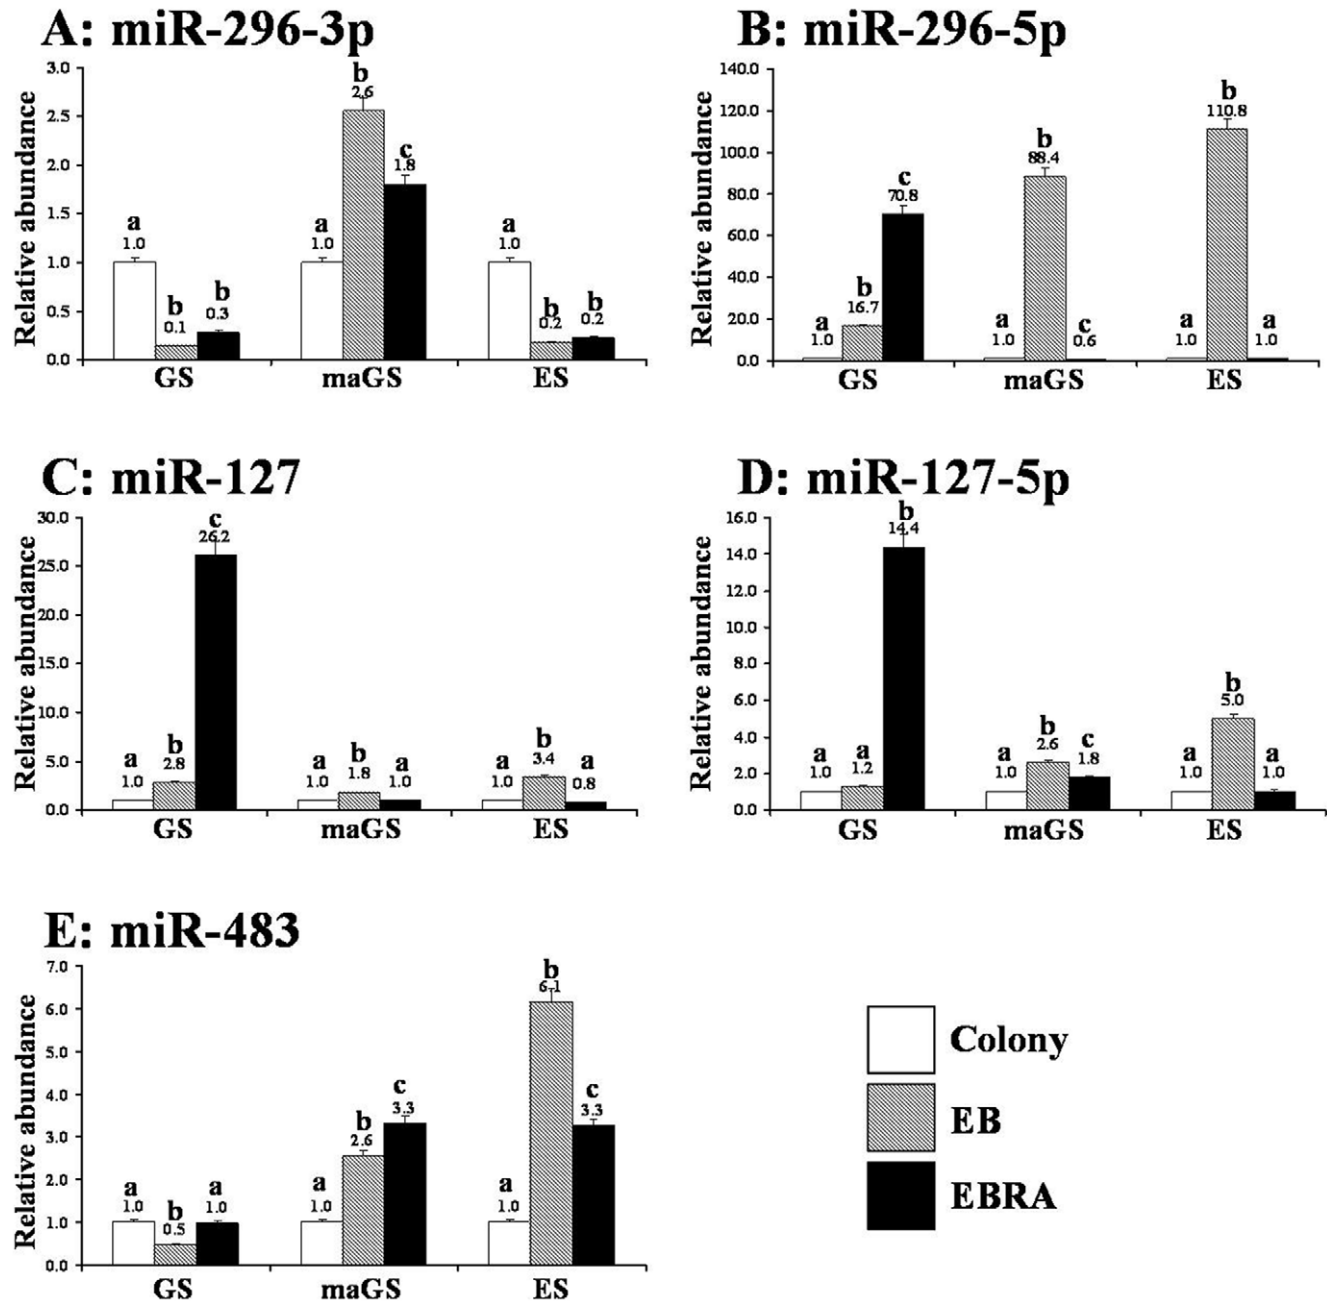 A: miR-296-3p
Relative abundance
3.0
2.5
2.0
1.5
1.0
0.5
0.0
a
1.0
b
0.1
b
0.3
a
1.0
b
2.6
c
1.8
a
1.0
b
0.2
b
0.2
GS maGS ES
B: miR-296-5p
Relative abundance
140.0
120.0
100.0
80.0
60.0
40.0
20.0
0.0
a
1.0
b
16.7
c
70.8
a
1.0
b
88.4
c
0.6
a
1.0
b
110.8
a
1.0
GS maGS ES
C: miR-127
Relative abundance
30.0
25.0
20.0
15.0
10.0
5.0
0.0
a
1.0
b
2.8
c
26.2
a
1.0
b
1.8
a
1.0
a
1.0
b
3.4
a
0.8
GS maGS ES
D: miR-127-5p
Relative abundance
16.0
14.0
12.0
10.0
8.0
6.0
4.0
2.0
0.0
a
1.0
a
1.2
b
14.4
a
1.0
b
2.6
c
1.8
a
1.0
b
5.0
a
1.0
GS maGS ES
E: miR-483
Relative abundance
7.0
6.0
5.0
4.0
3.0
2.0
1.0
0.0
a
1.0
b
0.5
a
1.0
a
1.0
b
2.6
c
3.3
a
1.0
b
6.1
c
3.3
GS maGS ES
Colony
EB
EBRA